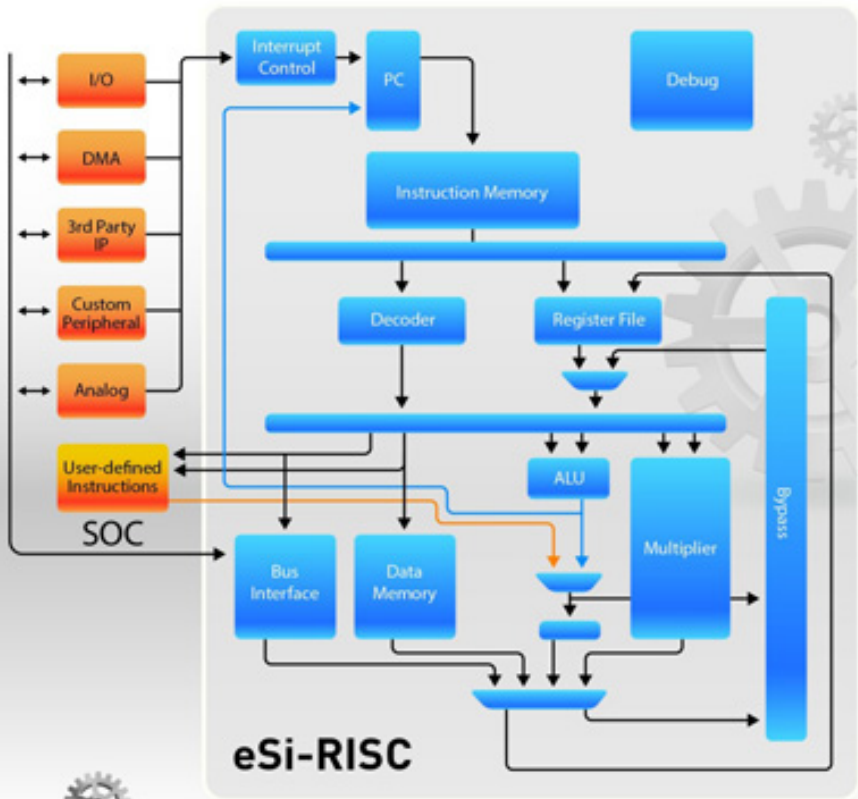 Interrupt
Control
PC
Debug
I/O
DMA
3rd Party
IP
Custom
Peripheral
Analog
Instruction Memory
Decoder
Register File
User-defined
Instructions
SOC
ALU
Multiplier
Bypass
Bus
Interface
Data
Memory
eSi-RISC